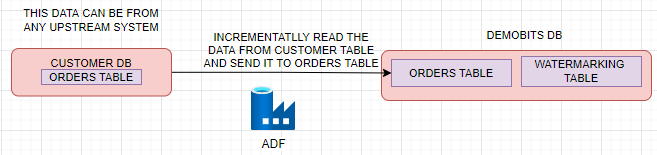 THIS DATA CAN BE FROM
ANY UPSTREAM SYSTEM
CUSTOMER DB
ORDERS TABLE
INCREMENTATLLY READ THE
DATA FROM CUSTOMER TABLE
AND SEND IT TO ORDERS TABLE
ADF
DEMOBITS DB
ORDERS TABLE
WATERMARKING
TABLE